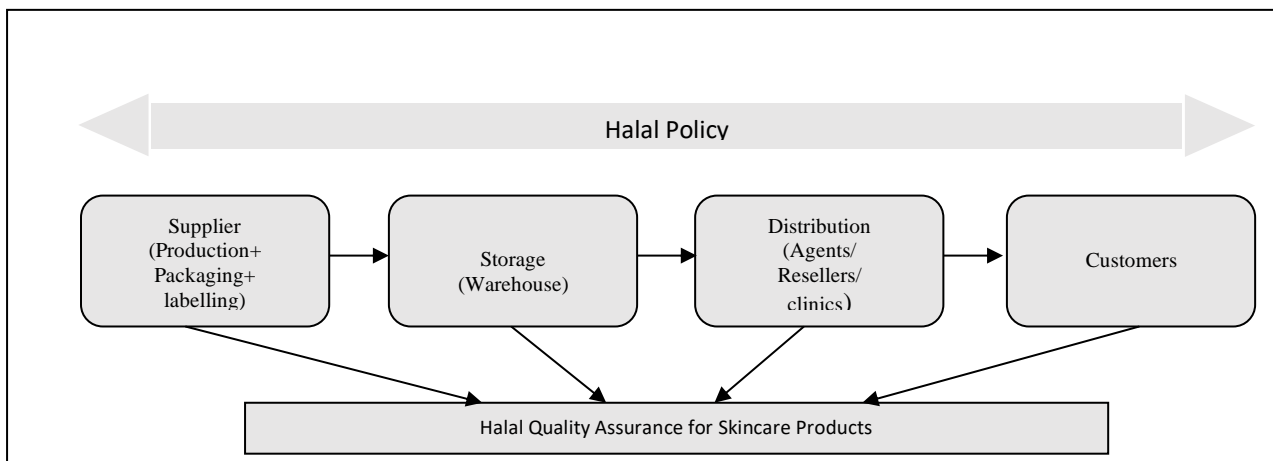 Halal Policy
Supplier
(Production+
Packaging+
labelling)
Storage
(Warehouse)
Distribution
(Agents/
Resellers/
clinics)
Customers
Halal Quality Assurance for Skincare Products